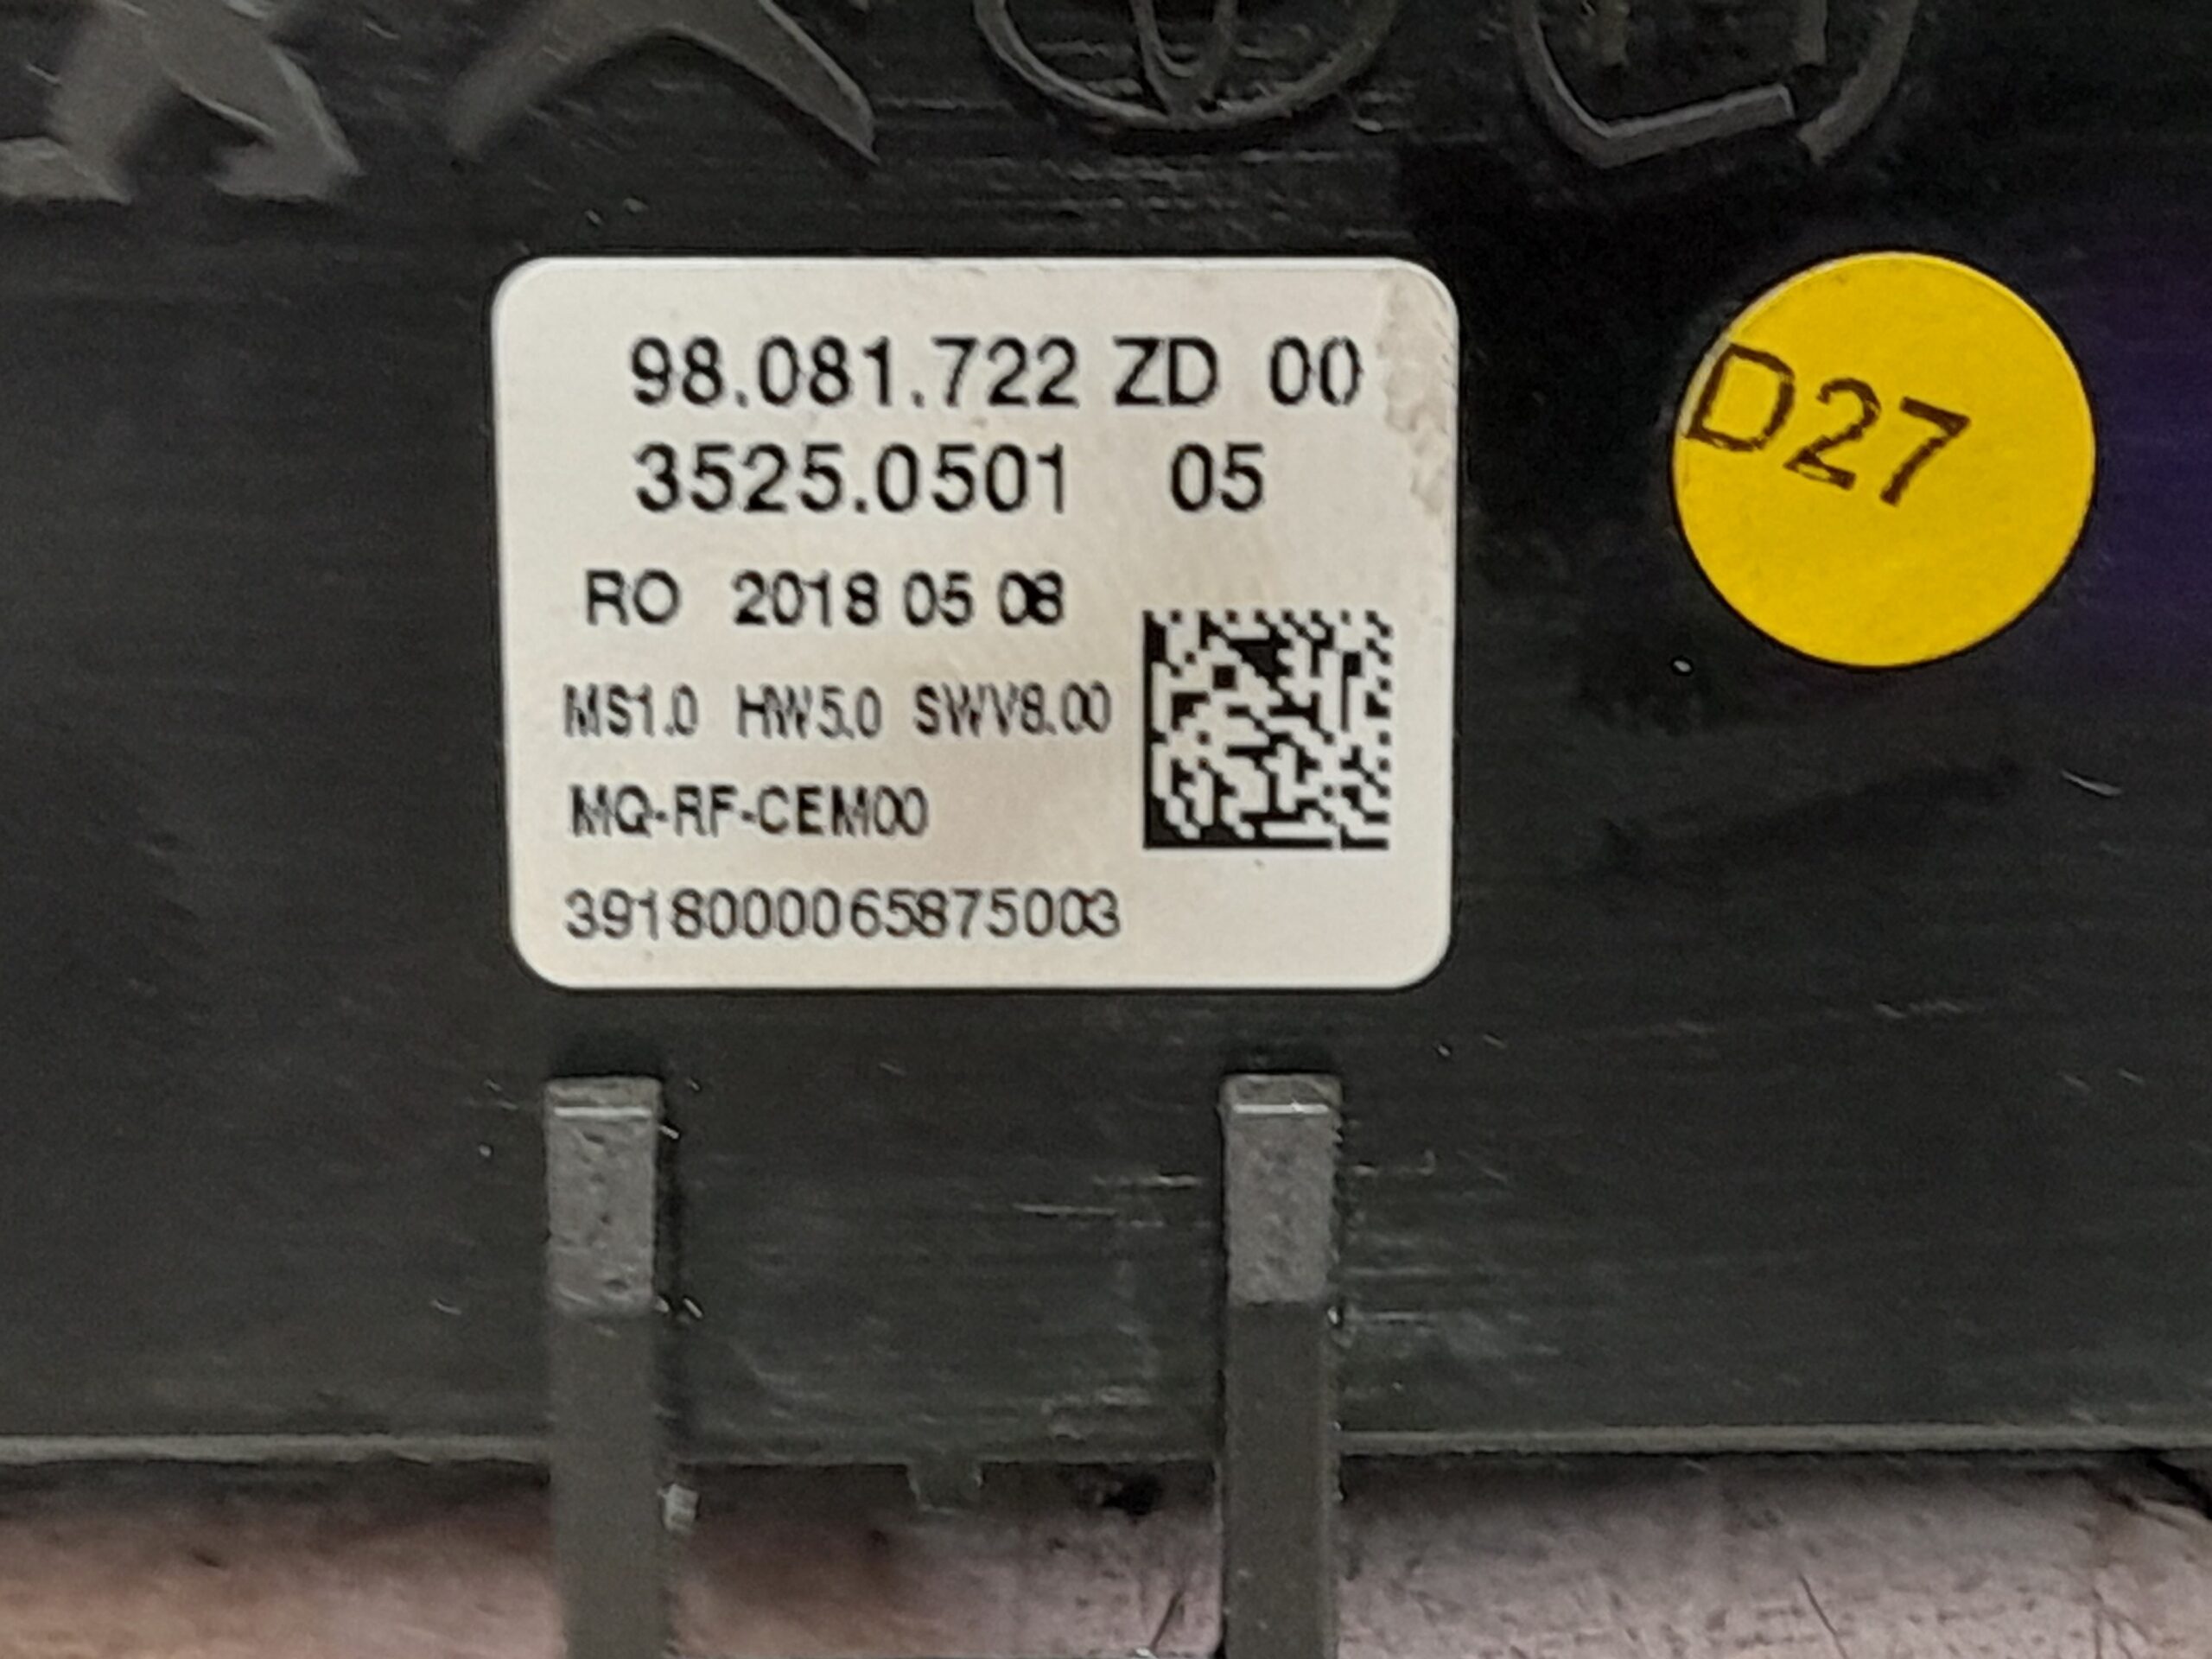 98.081.722 ZD 00
3525.0501 05
D27
RO 2018 05 08
MS1.0 HW5.0 SWV8.00
MQ-RF-CEM00
3918000065875003